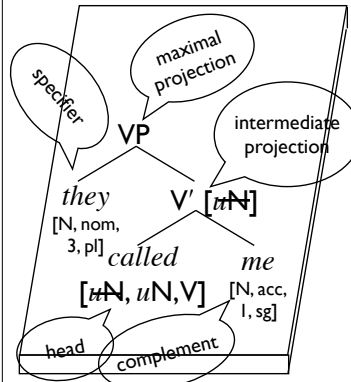 maximal
projection
specifier
VP
intermediate
projection
they
V′ [uN]
[N, nom,
3, pl]
called
me
[uN, uN, V]
[N, acc,
1, sg]
head
complement